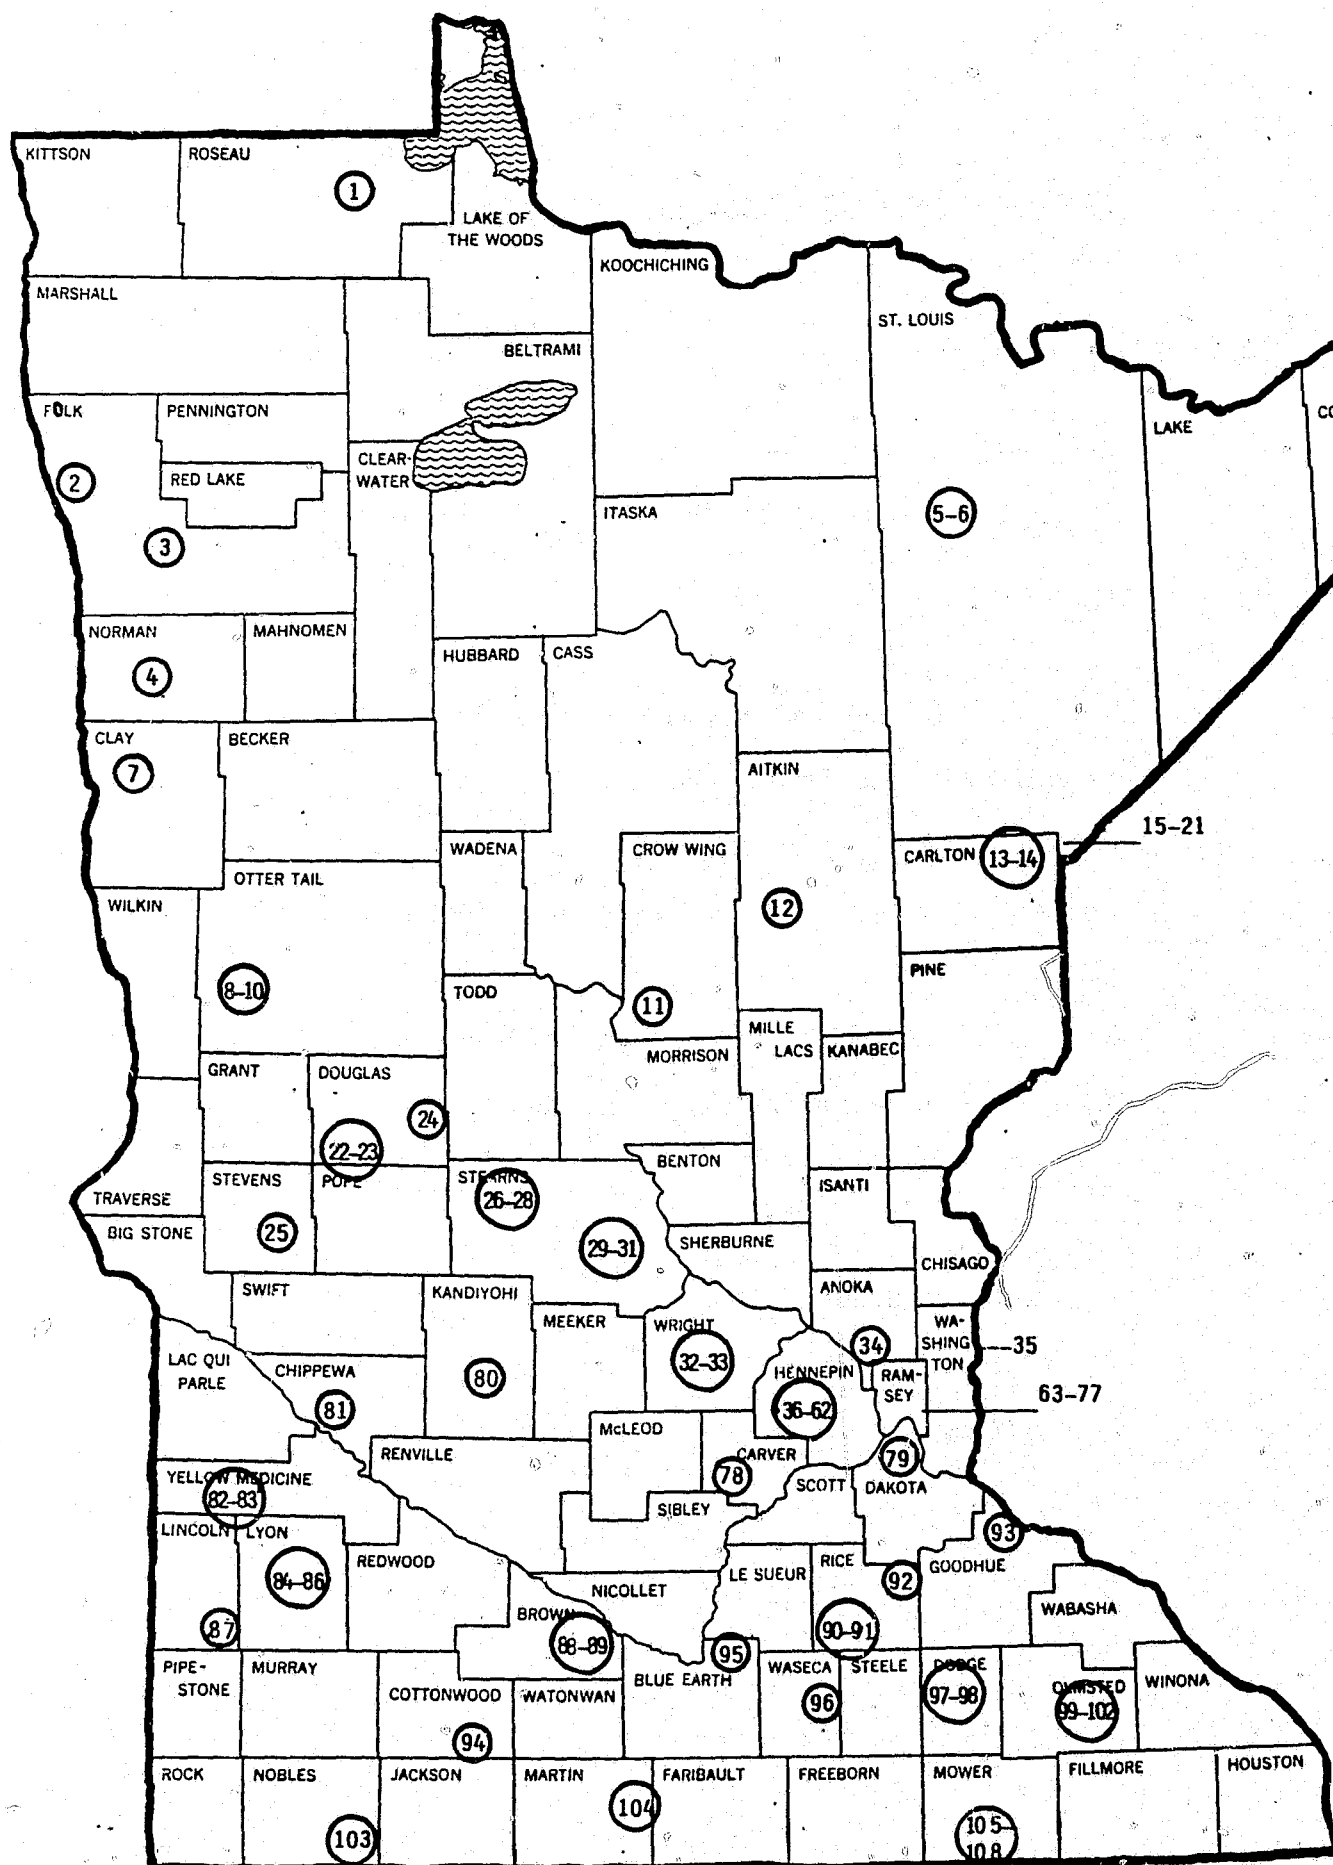 KITTSON
ROSEAU
1
LAKE OF
THE WOODS
KOOCHICHING
MARSHALL
ST. LOUIS
BELTRAMI
FOLK
PENNINGTON
LAKE
CO
CLEAR-
WATER
RED LAKE
2
ITASKA
5-6
3
NORMAN
MAHNOMEN
HUBBARD
CASS
4
CLAY
BECKER
7
AITKIN
15-21
WADENA
CROW WING
CARLTON
13-14
OTTER TAIL
WILKIN
12
PINE
8-10
TODD
11
MILLE
LACS
KANABEC
MORRISON
GRANT
DOUGLAS
24
22-23
BENTON
STEVENS
POPE
STEARNS
26-28
ISANTI
TRAVERSE
BIG STONE
25
29-31
SHERBURNE
CHISAGO
SWIFT
KANDIYOHI
ANOKA
MEEKER
WRIGHT
WA-
SHING
TON
35
34
LAC QUI
PARLE
CHIPPEWA
80
32-33
HENNEPIN
RAM-
SEY
63-77
81
36-62
McLEOD
RENVILLE
CARVER
79
YELLOW MEDICINE
82-83
78
SCOTT
DAKOTA
SIBLEY
LINCOLN
LYON
93
REDWOOD
LE SUEUR
RICE
GOODHUE
84-86
NICOLLET
92
BROWN
WABASHA
87
88-89
90-91
95
PIPE-
STONE
MURRAY
BLUE EARTH
WASECA
STEELE
DODGE
97-98
OLMSTED
99-102
WINONA
COTTONWOOD
WATONWAN
96
94
ROCK
NOBLES
JACKSON
MARTIN
FARIBAULT
FREEBORN
MOWER
FILLMORE
HOUSTON
104
103
105-
108